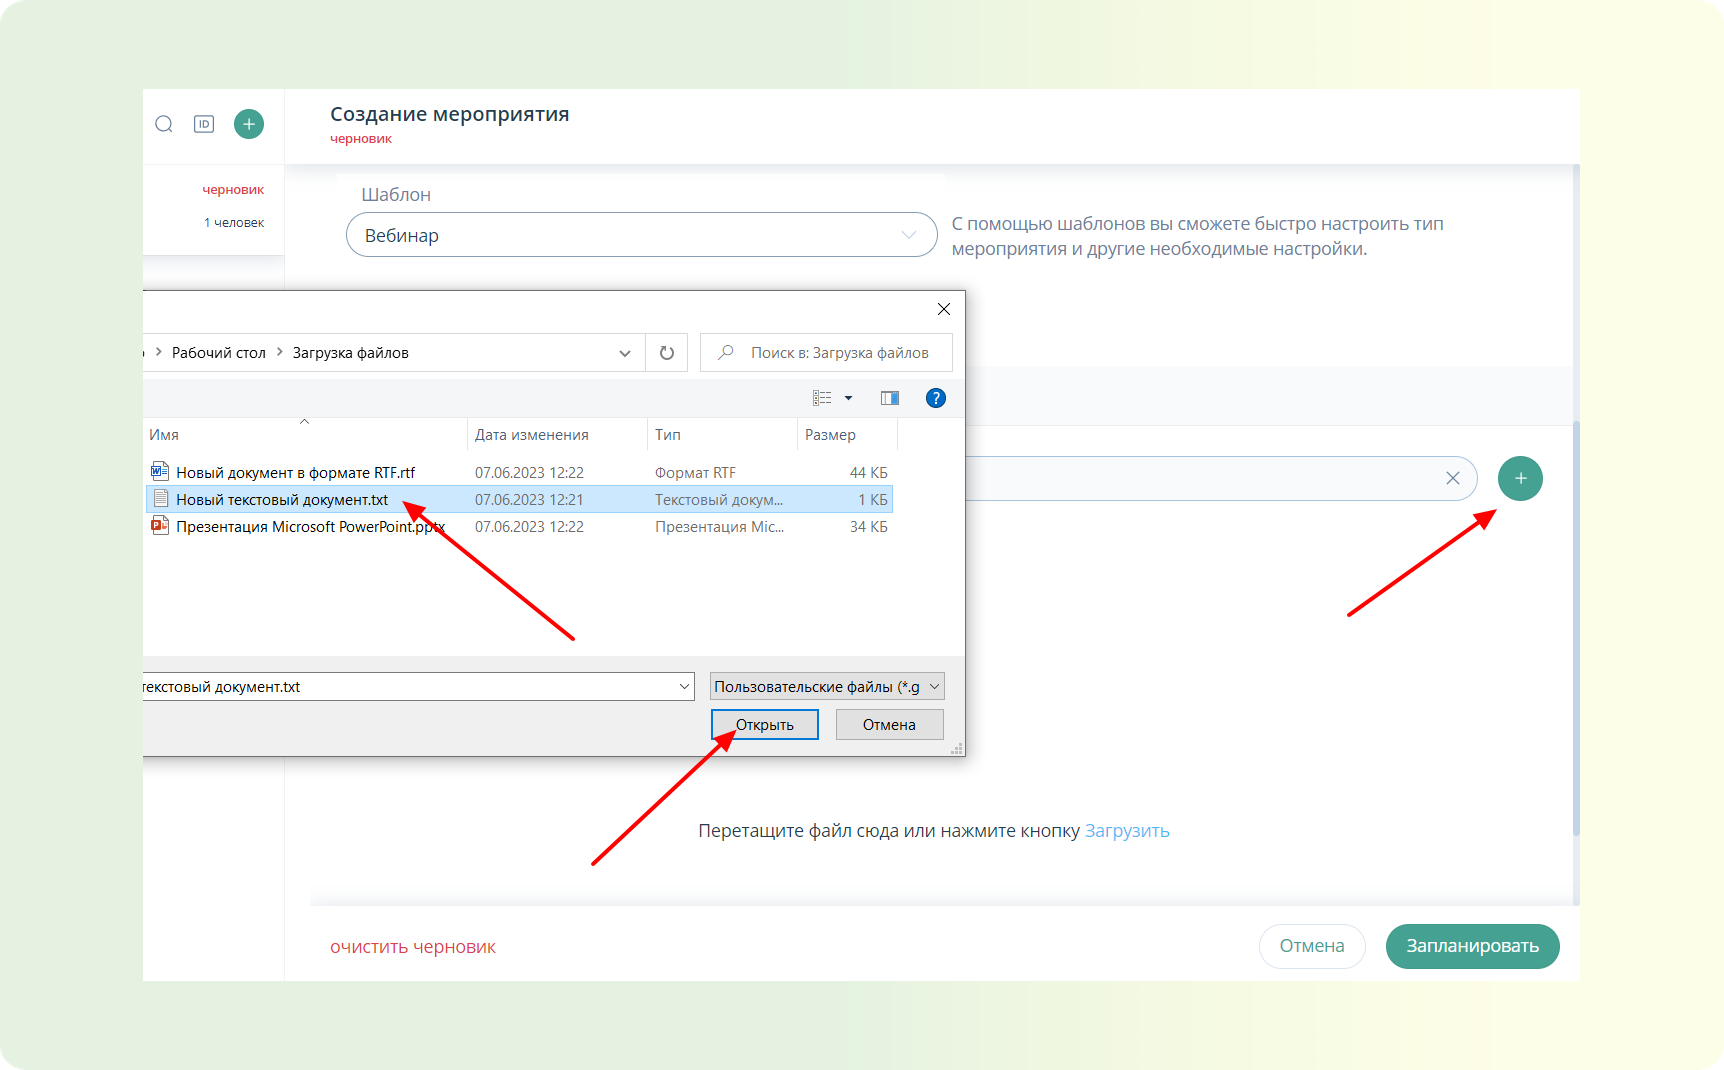 ID
Создание мероприятия
черновик
черновик
1 человек
Шаблон
Вебинар
С помощью шаблонов вы сможете быстро настроить тип
мероприятия и другие необходимые настройки.
Рабочий стол
Загрузка файлов
Поиск в: Загрузка файлов
?
Имя
Дата изменения
Тип
Размер
Новый документ в формате RTF.rtf 07.06.2023 12:22 Формат RTF 44 КБ
Новый текстовый документ.txt 07.06.2023 12:21 Текстовый докум... 1 КБ
Презентация Microsoft PowerPoint.pptx 07.06.2023 12:22 Презентация Mic... 34 КБ
текстовый документ.txt
Пользовательские файлы (*.g
Открыть
Отмена
Перетащите файл сюда или нажмите кнопку Загрузить
очистить черновик
Отмена
Запланировать